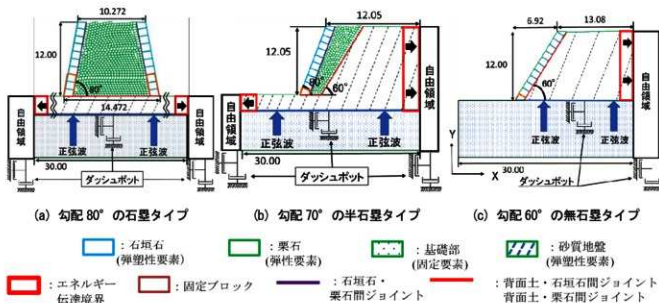 10.272
12.00
80°
14.472
自由領域
自由領域
正弦波
正弦波
30.00
ダッシュポット
(a) 勾配 80° の石塁タイプ
12.05
12.05
80°
60°
自由領域
自由領域
正弦波
正弦波
30.00
ダッシュポット
(b) 勾配 70° の半石塁タイプ
6.92
13.08
12.00
60°
自由領域
正弦波
正弦波
Y
X
30.00
ダッシュポット
(c) 勾配 60° の無石塁タイプ
:石垣石
(弾塑性要素)
:栗石
(弾性要素)
:基礎部
(固定要素)
:砂質地盤
(弾塑性要素)
:エネルギー
伝達境界
:固定ブロック
:石垣石・
栗石間ジョイント
:背面土・石垣石間ジョイント
背面土・栗石間ジョイント